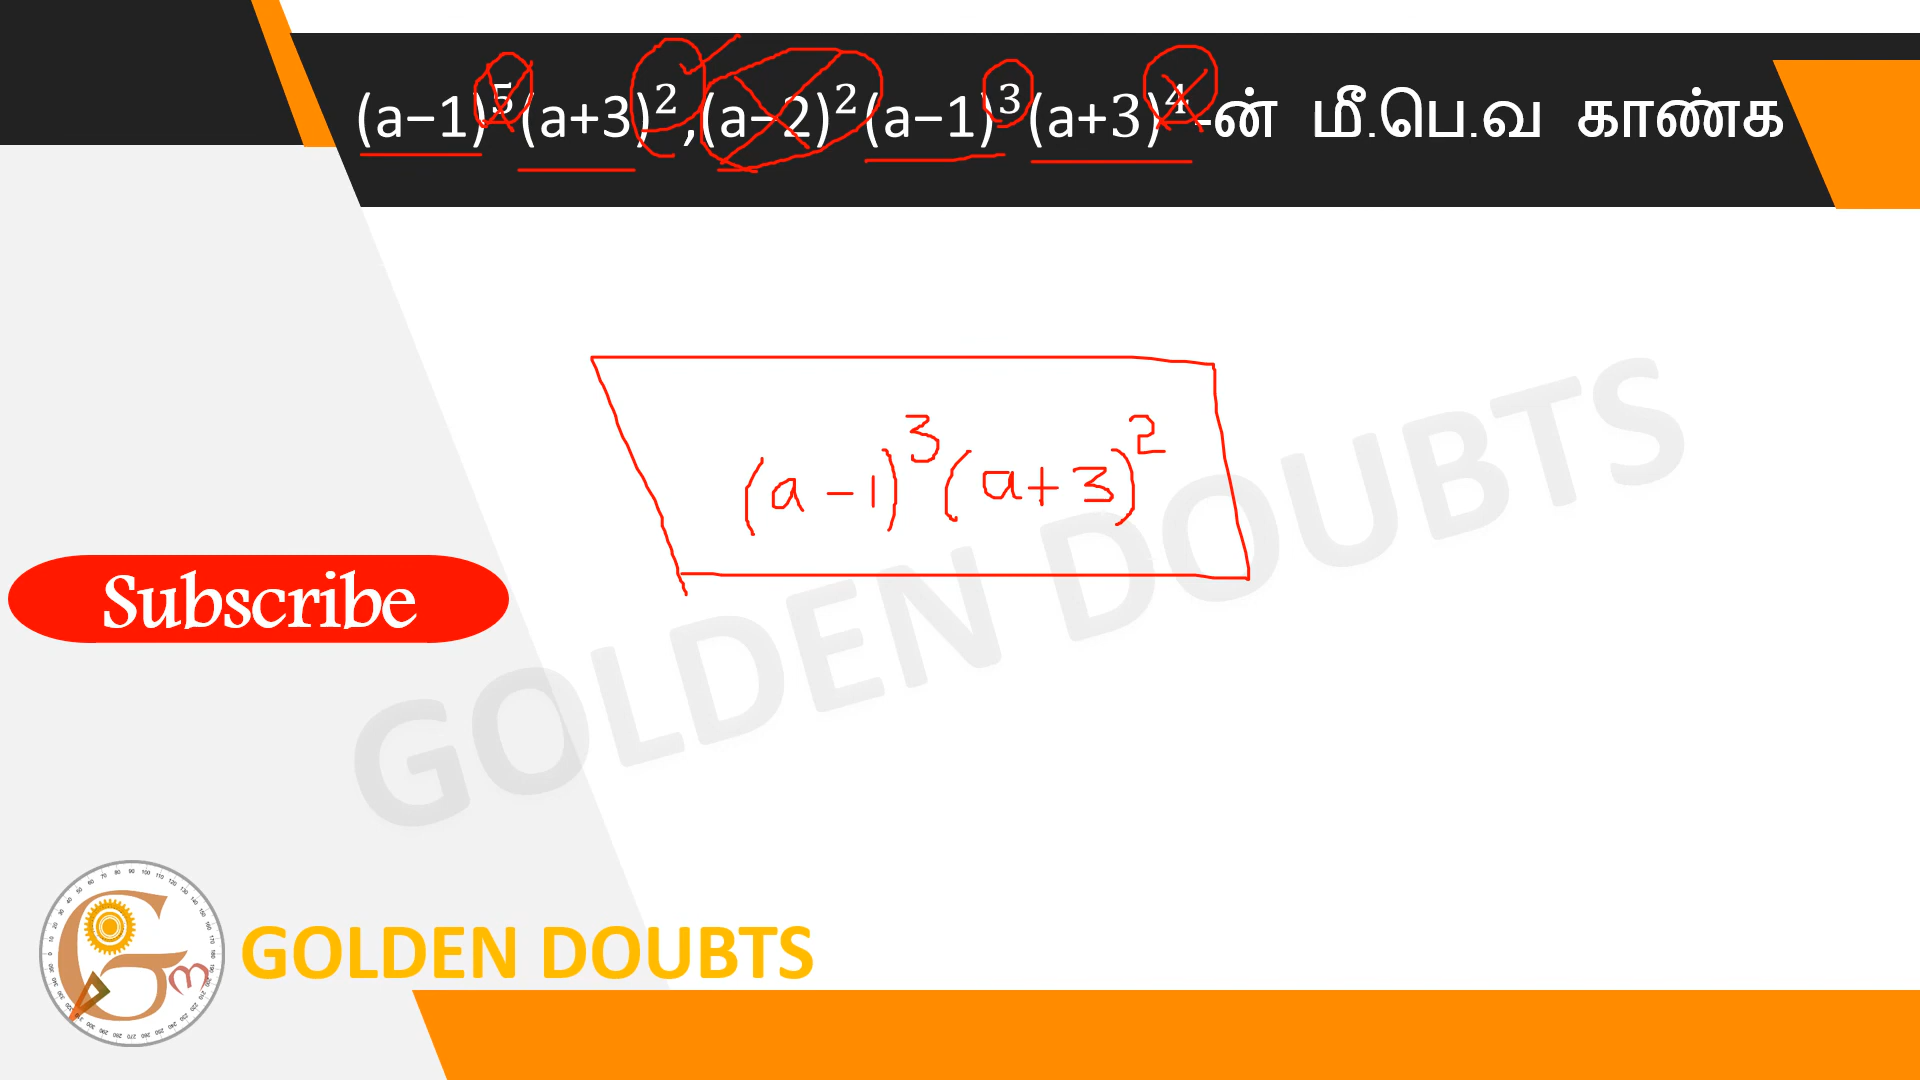 (a−1)⁵(a+3)²,(a−2)²(a−1)³(a+3)⁴-ன் மீ.பெ.வ காண்க
(a-1)³(a+3)²
GOLDEN DOUBTS
Subscribe
GOLDEN DOUBTS